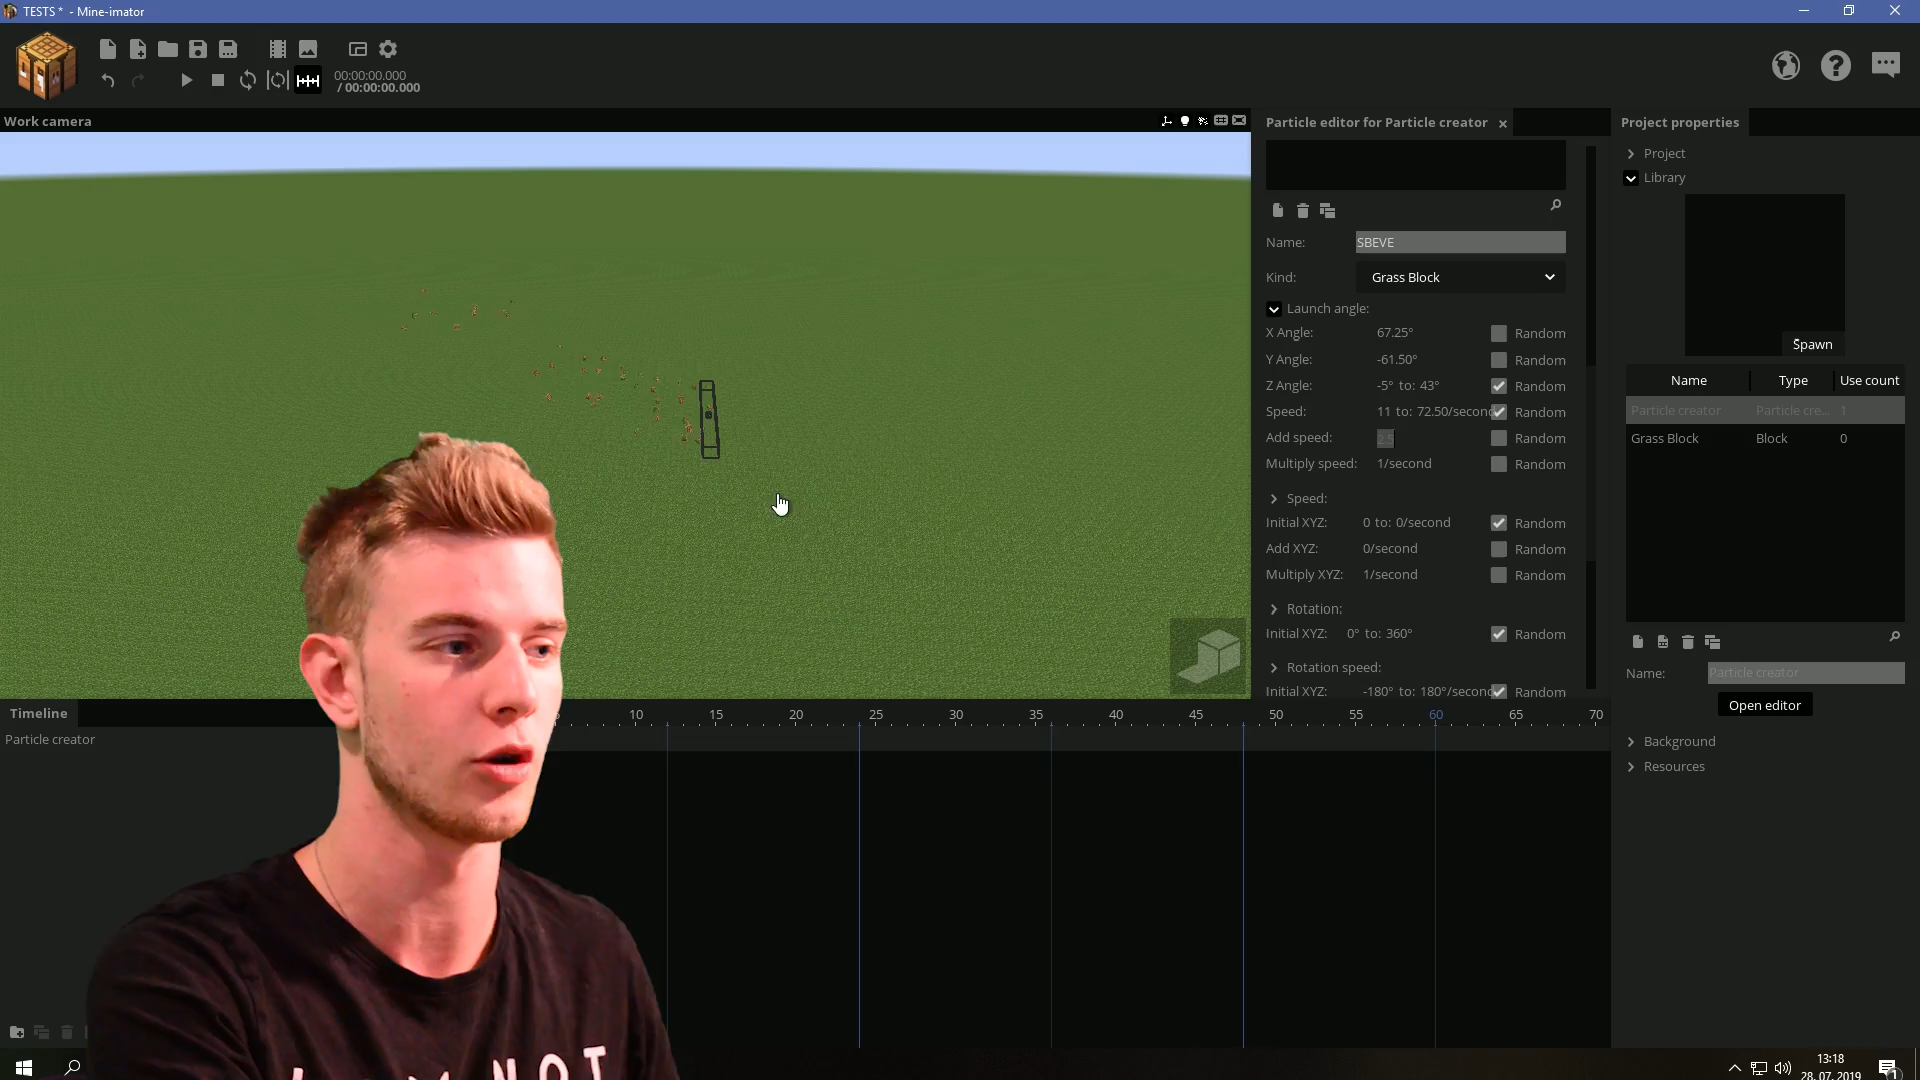 TESTS* - Mine-imator
00:00:00.000
/ 00:00:00.000
Work camera
Particle editor for Particle creator
Name: SBEVE
Kind: Grass Block
Launch angle:
X Angle: 67.25° Random
Y Angle: -61.50° Random
Z Angle: -5° to: 43° Random
Speed: 11 to: 72.50/second Random
Add speed: 2.5 Random
Multiply speed: 1/second Random
Speed:
Initial XYZ: 0 to: 0/second Random
Add XYZ: 0/second Random
Multiply XYZ: 1/second Random
Rotation:
Initial XYZ: 0° to: 360° Random
Rotation speed:
Initial XYZ: -180° to: 180°/second Random
Project properties
Project
Library
Spawn
Name Type Use count
Particle creator Particle cre... 1
Grass Block Block 0
Name: Particle creator
Open editor
Background
Resources
Timeline
10 15 20 25 30 35 40 45 50 55 60 65 70
Particle creator
NOT
13:18
28.07.2019
1